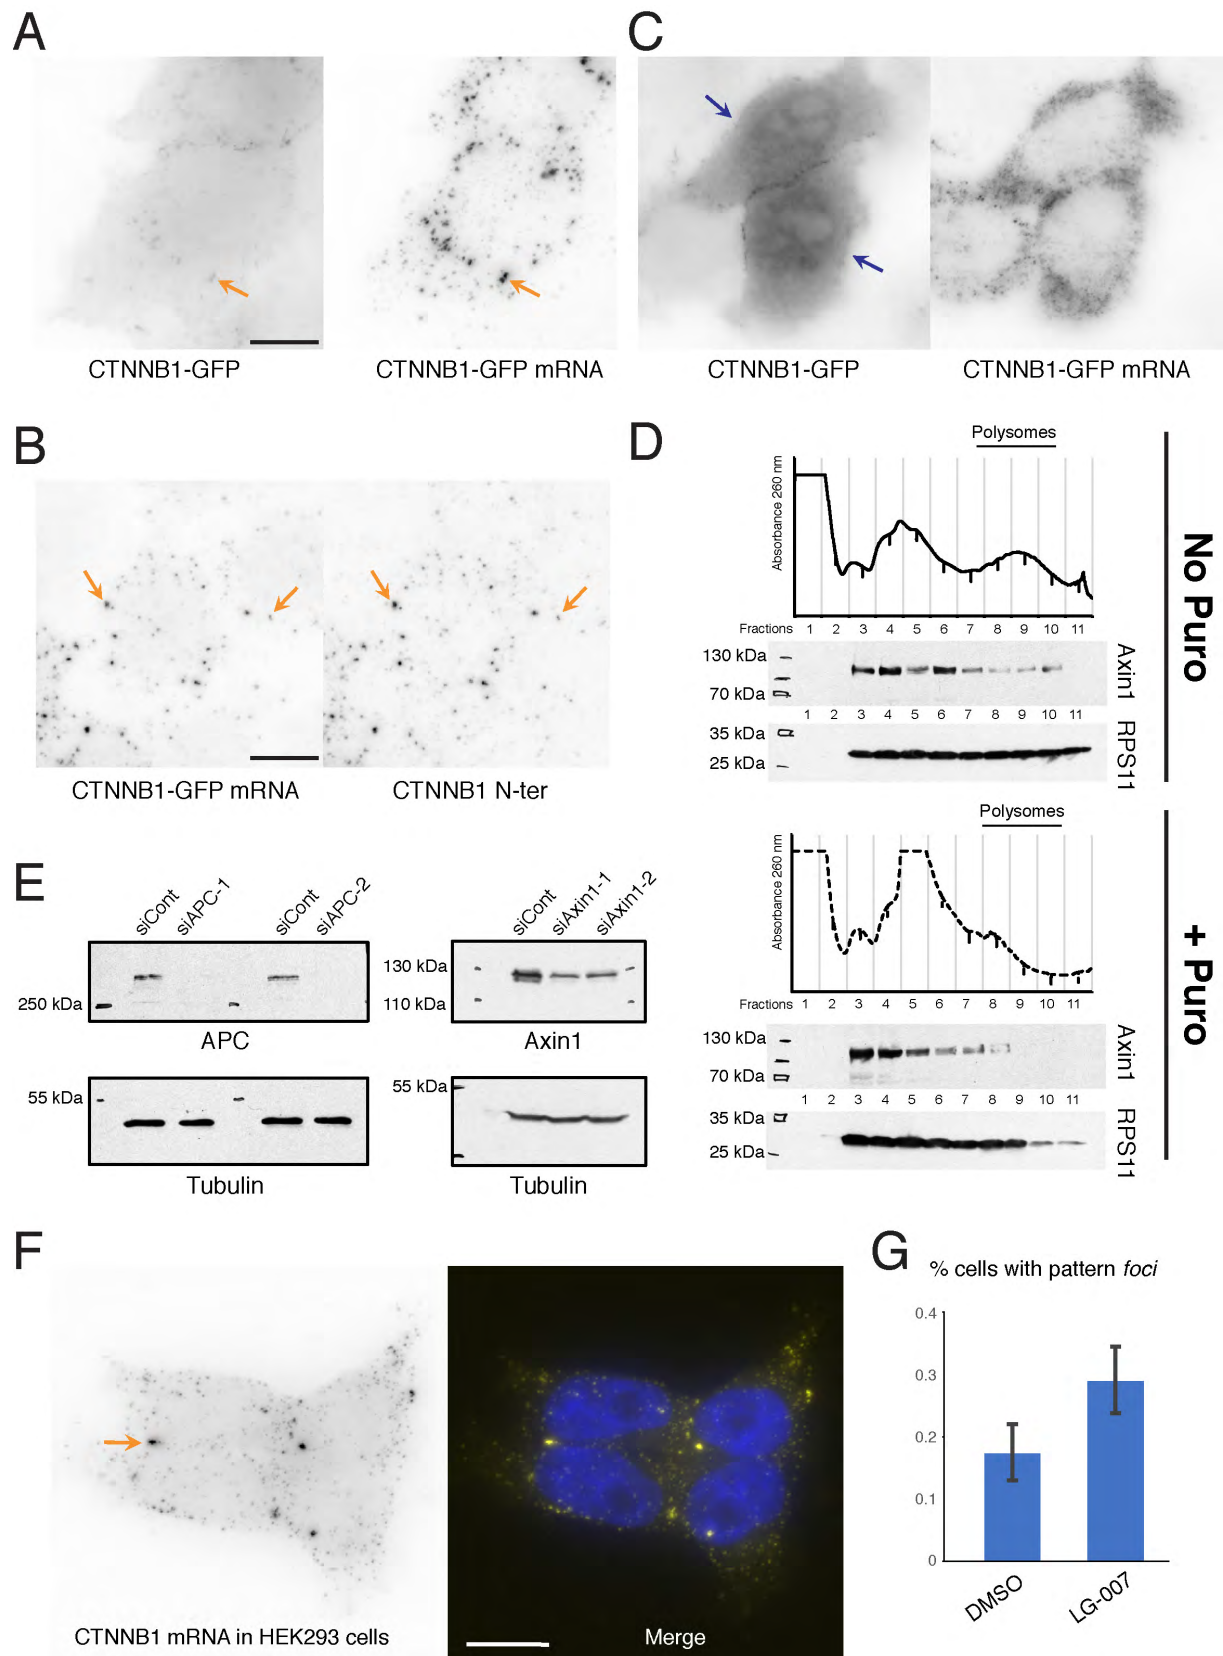 A
CTNNB1-GFP
CTNNB1-GFP mRNA
C
CTNNB1-GFP
CTNNB1-GFP mRNA
B
CTNNB1-GFP mRNA
CTNNB1 N-ter
D
Polysomes
Absorbance 260 nm
Fractions 1 2 3 4 5 6 7 8 9 10 11
130 kDa
70 kDa
Axin1
1 2 3 4 5 6 7 8 9 10 11
35 kDa
25 kDa
RPS11
No Puro
Polysomes
Absorbance 260 nm
Fractions 1 2 3 4 5 6 7 8 9 10 11
130 kDa
70 kDa
Axin1
1 2 3 4 5 6 7 8 9 10 11
35 kDa
25 kDa
RPS11
+ Puro
E
siCont siAPC-1 siCont siAPC-2
250 kDa
APC
55 kDa
Tubulin
siCont siAxin1-1 siAxin1-2
130 kDa
110 kDa
Axin1
55 kDa
Tubulin
F
CTNNB1 mRNA in HEK293 cells
Merge
G
% cells with pattern foci
0.4
0.3
0.2
0.1
0
DMSO
LG-007